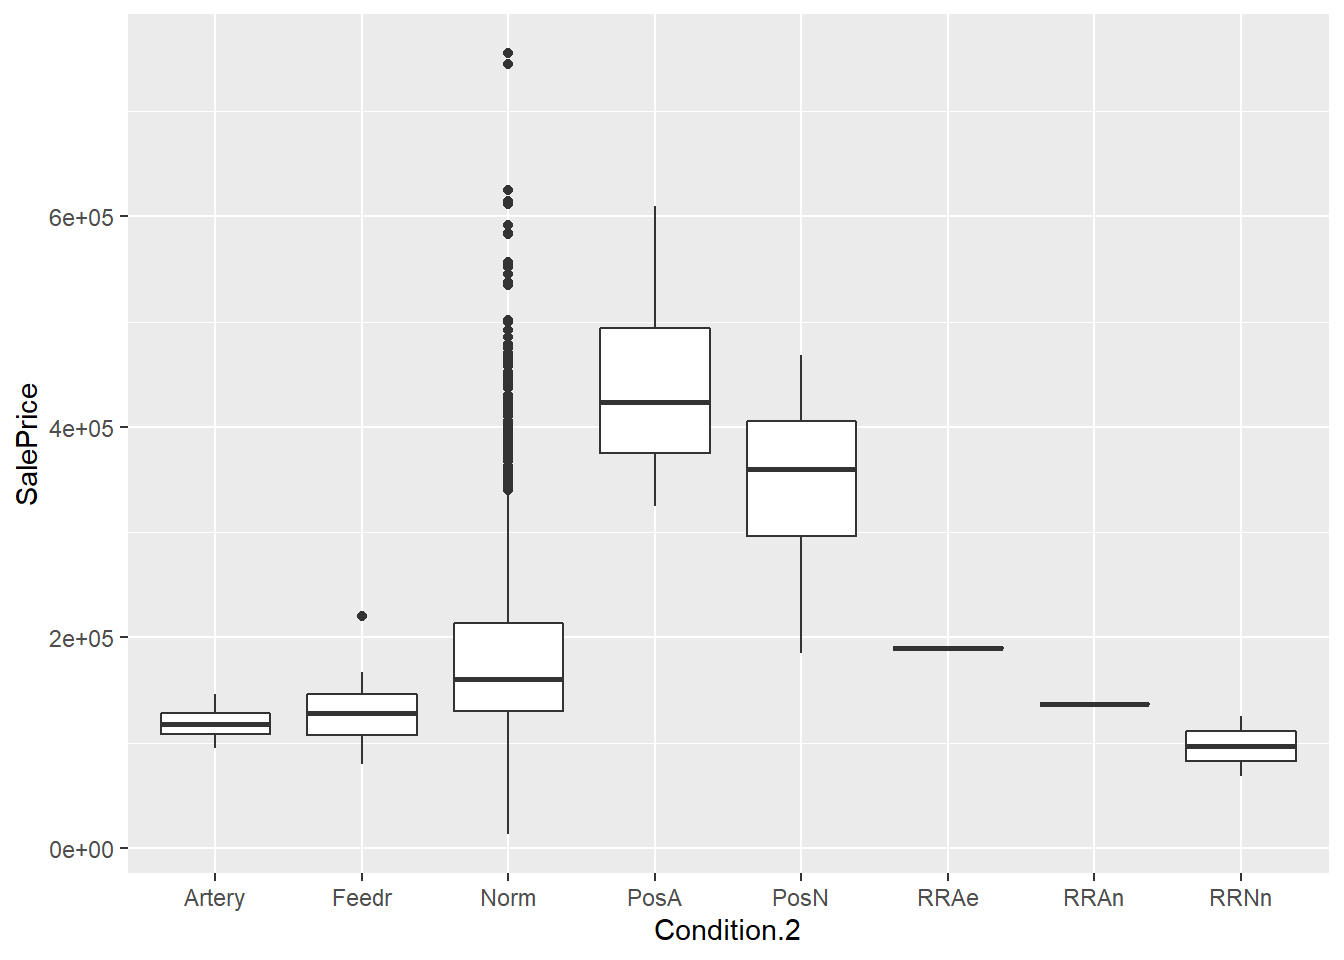 SalePrice
6e+05
4e+05
2e+05
0e+00
Artery Feedr Norm PosA PosN RRAe RRAn RRNn
Condition.2